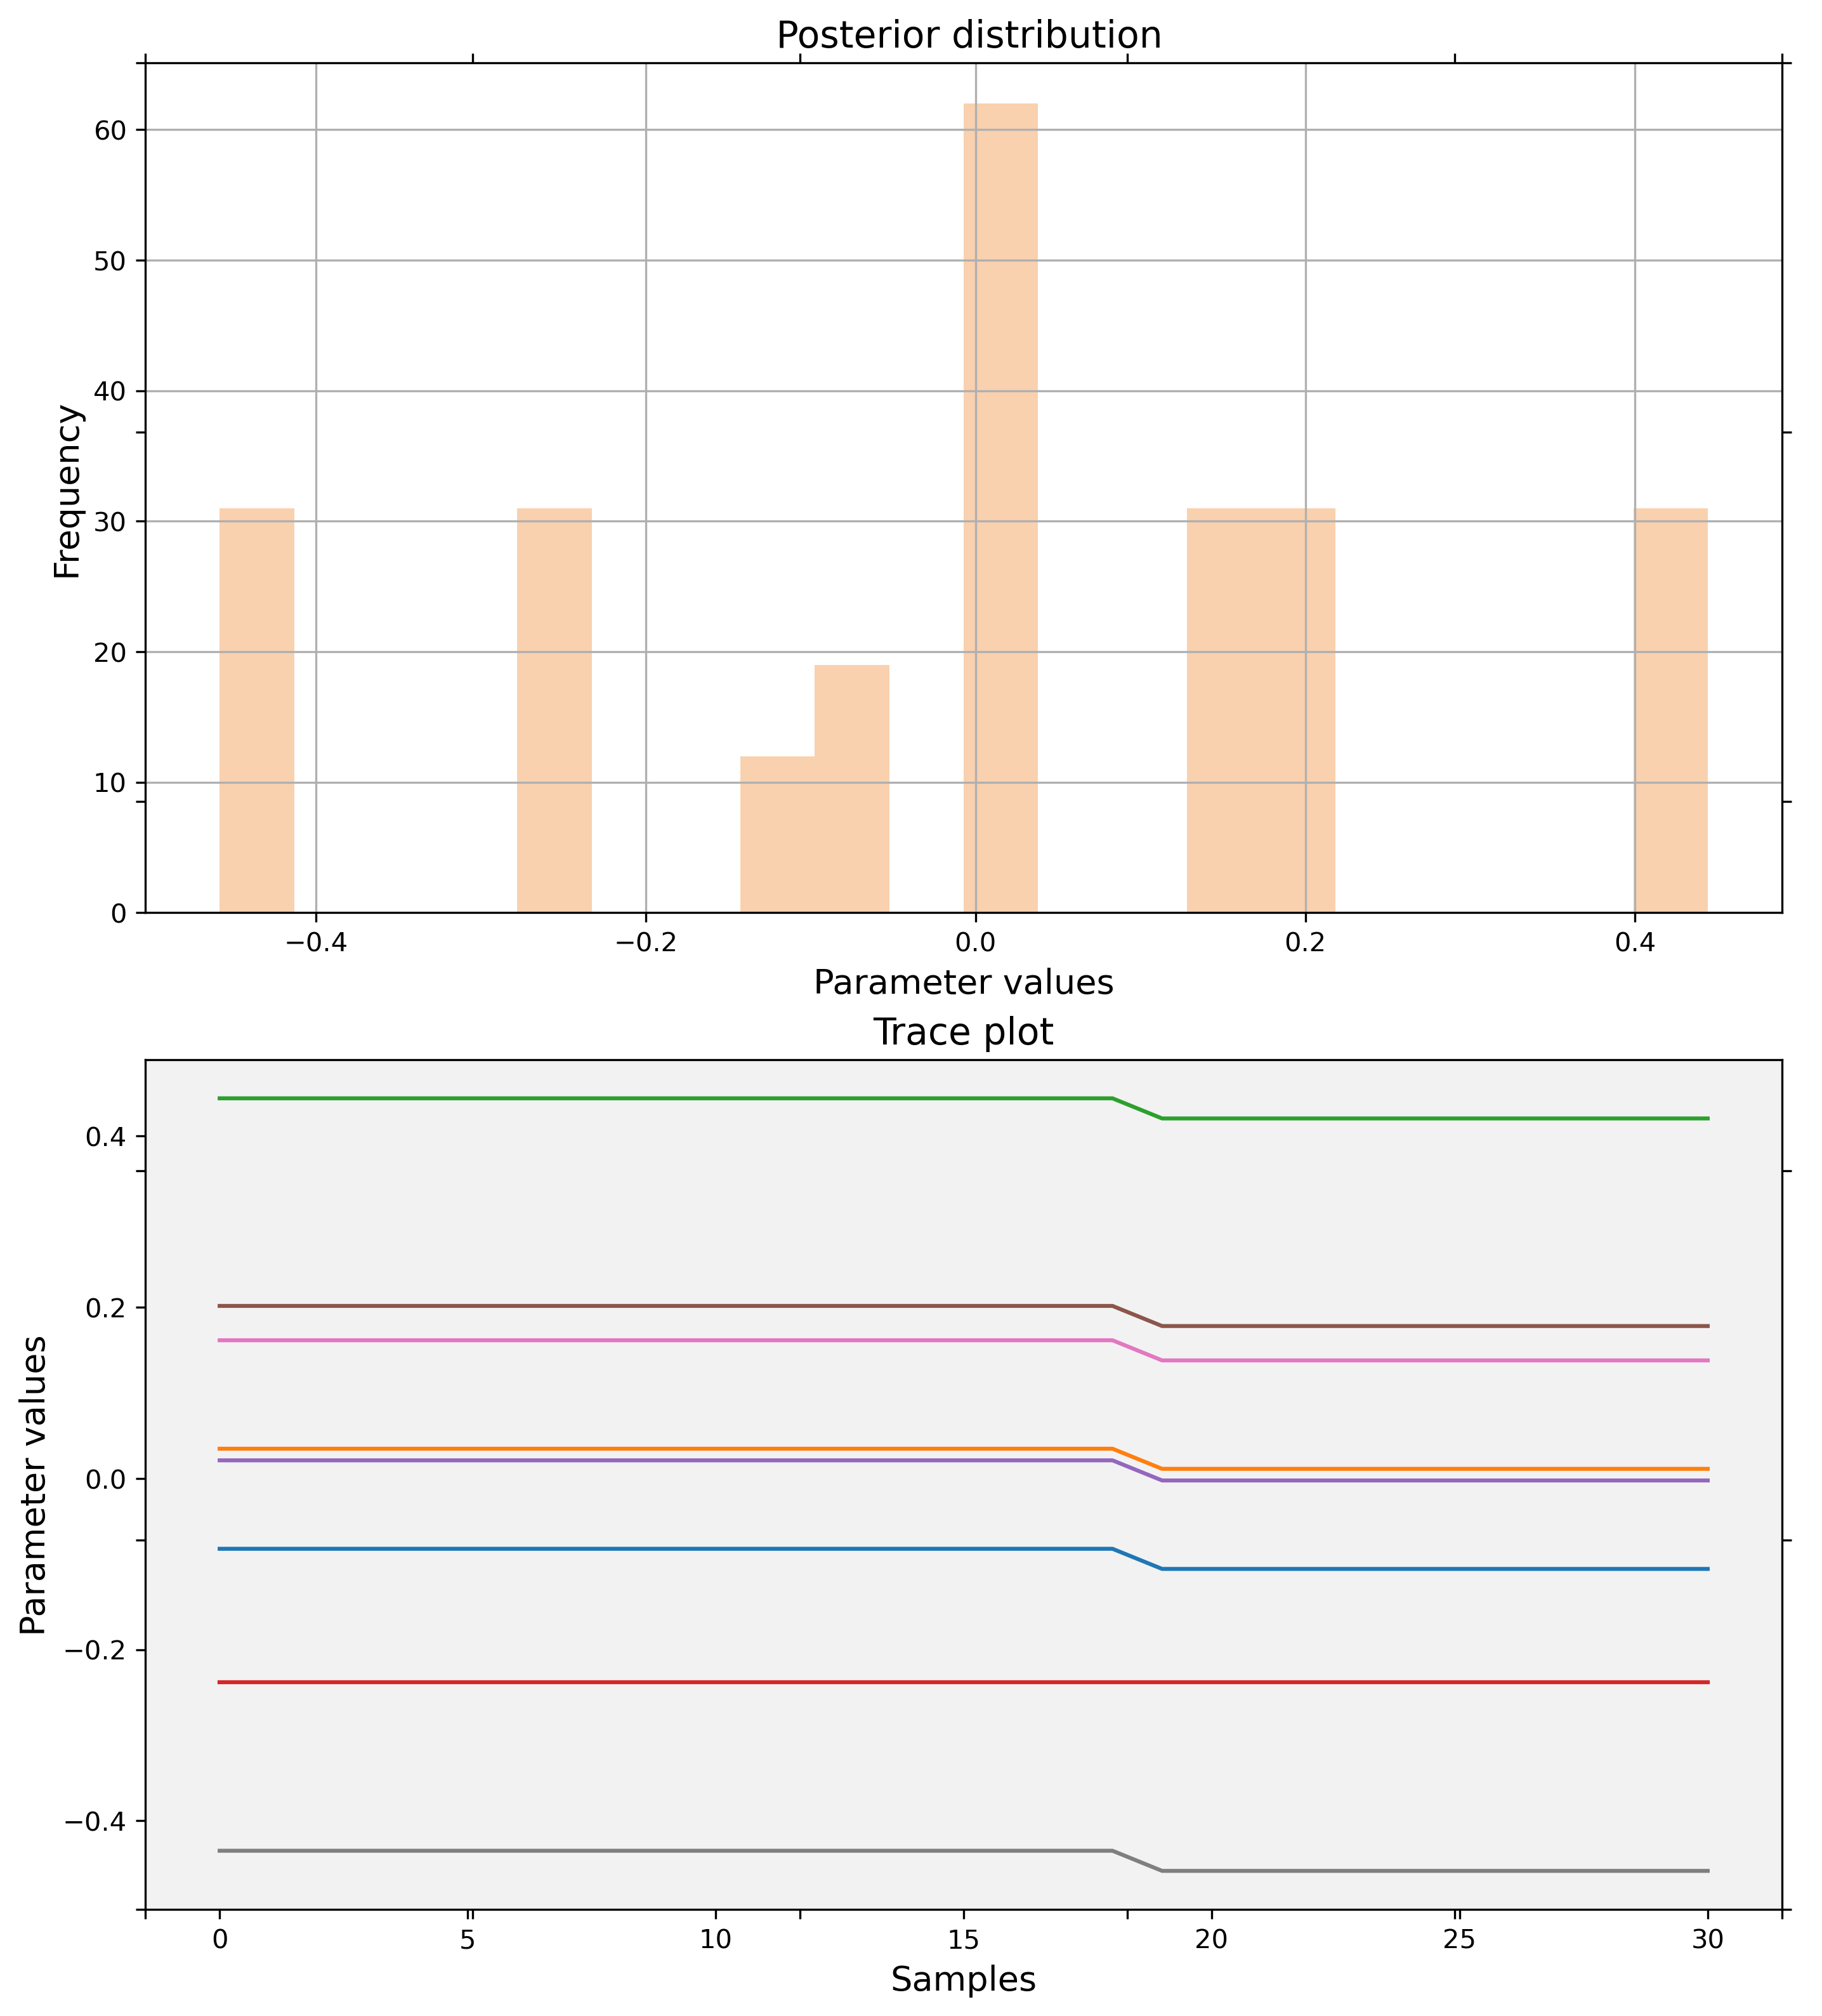 Posterior distribution
60
50
40
30
20
10
0
Frequency
−0.4 −0.2 0.0 0.2 0.4
Parameter values
Trace plot
0.4
0.2
0.0
−0.2
−0.4
Parameter values
0 5 10 15 20 25 30
Samples